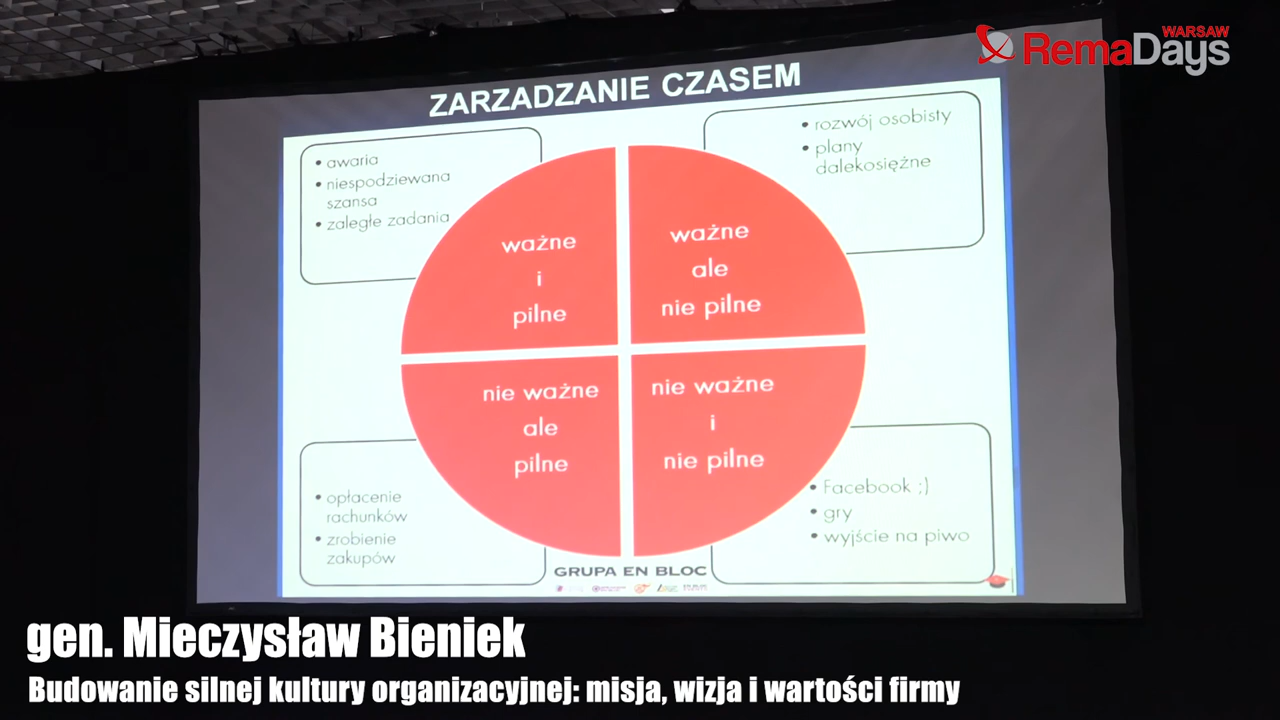 WARSAW
RemaDays
ZARZADZANIE CZASEM
• awaria
• niespodziewana
szansa
• zaległe zadania
• rozwój osobisty
• plany
dalekosiężne
ważne
i
pilne
ważne
ale
nie pilne
nie ważne
ale
pilne
nie ważne
i
nie pilne
• opłacenie
rachunków
• zrobienie
zakupów
• Facebook ;)
• gry
• wyjście na piwo
GRUPA EN BLOC
gen. Mieczysław Bieniek
Budowanie silnej kultury organizacyjnej: misja, wizja i wartości firmy